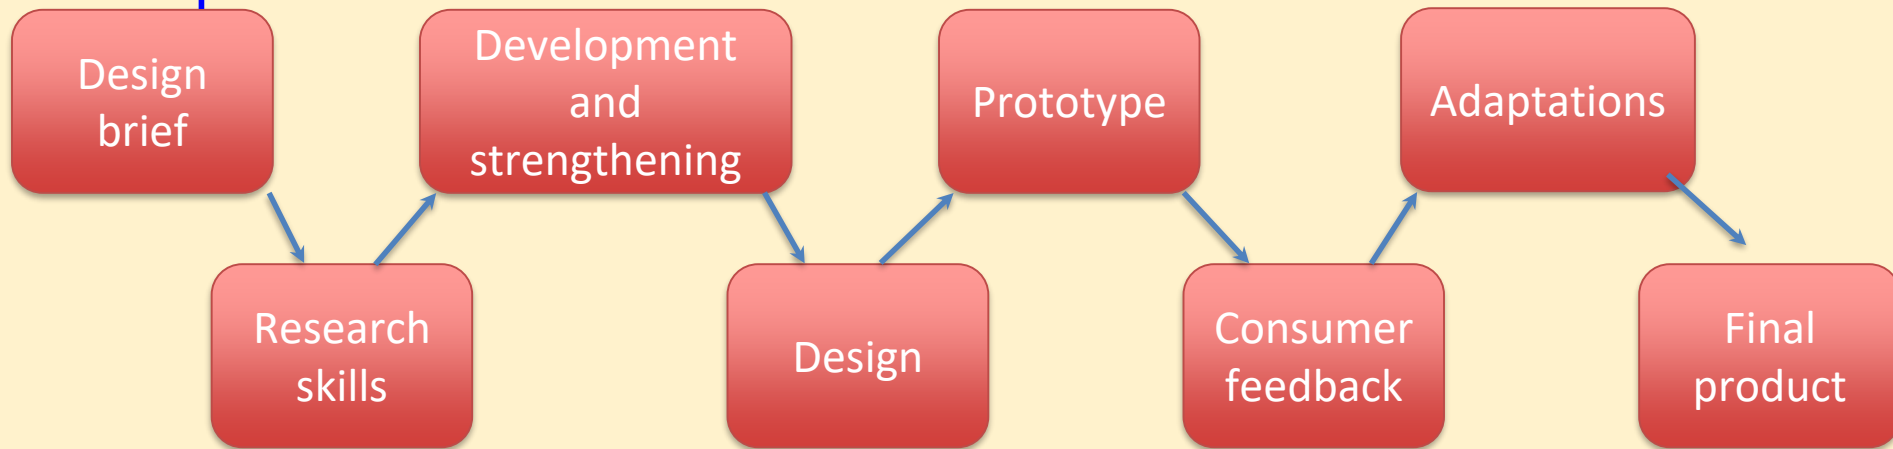 Design
brief
Research
skills
Development
and
strengthening
Design
Prototype
Consumer
feedback
Adaptations
Final
product